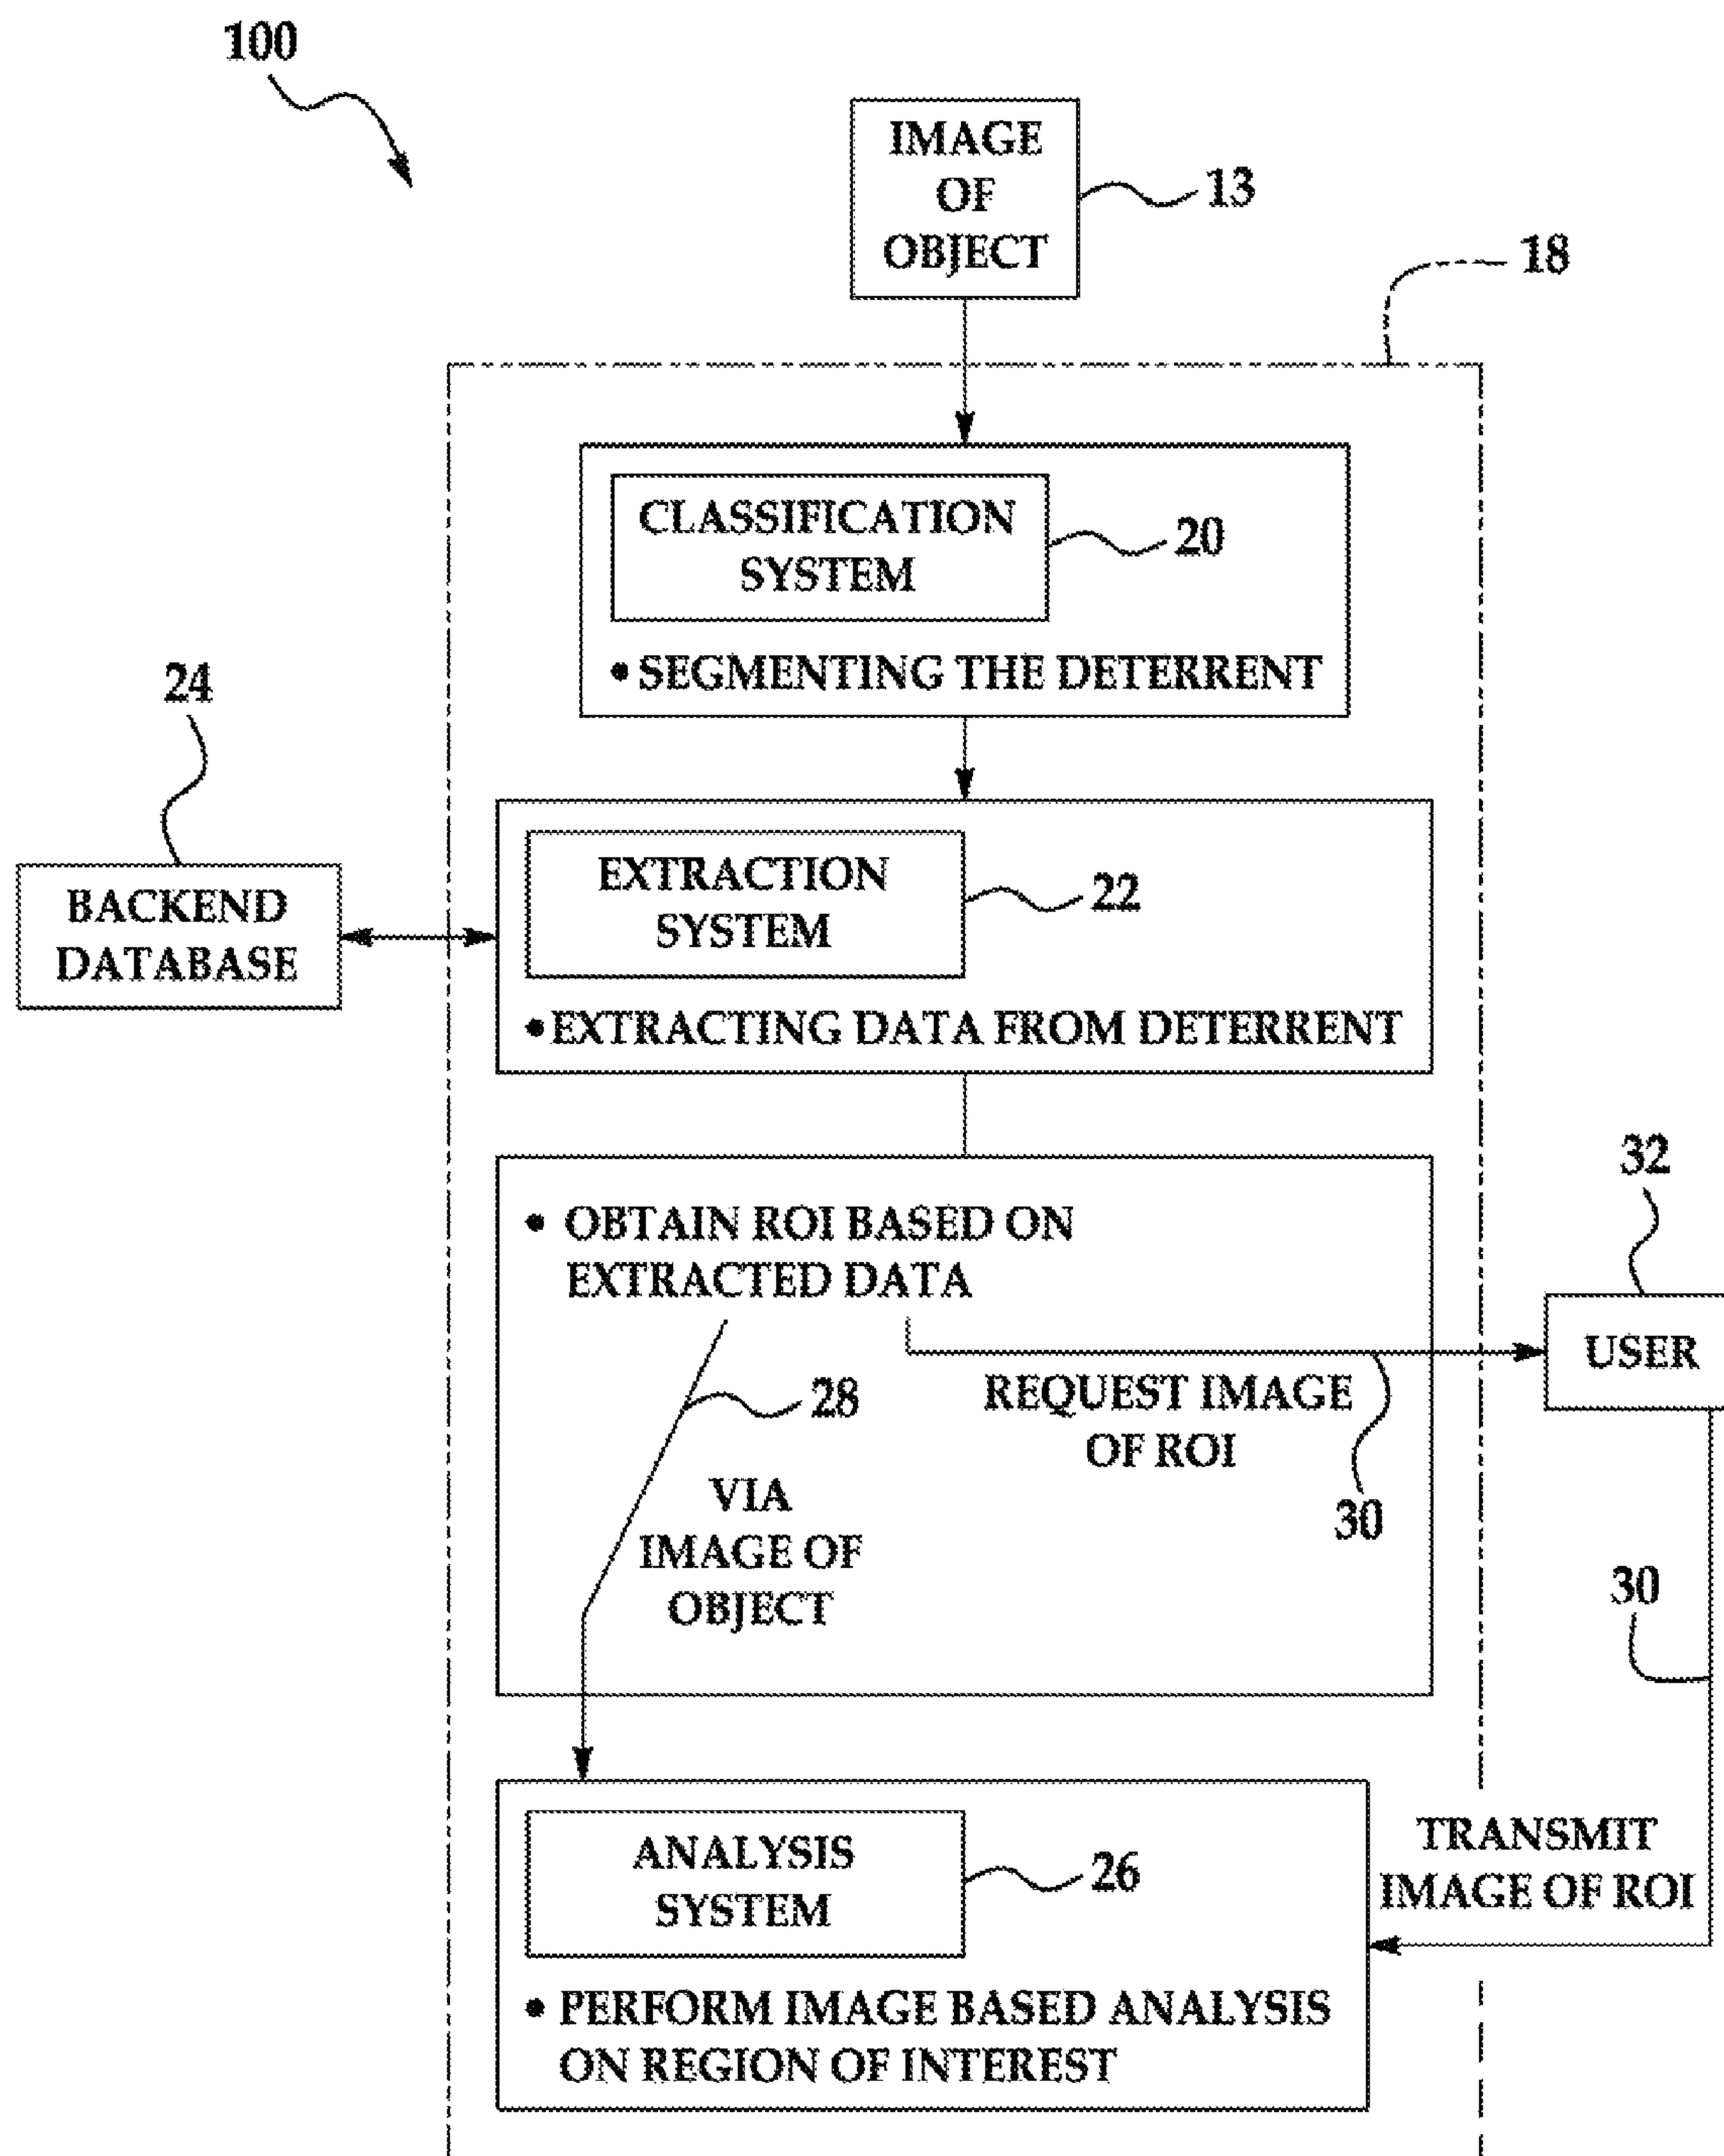 100
IMAGE
OF
OBJECT
13
18
CLASSIFICATION
SYSTEM
20
• SEGMENTING THE DETERRENT
24
BACKEND
DATABASE
EXTRACTION
SYSTEM
22
• EXTRACTING DATA FROM DETERRENT
• OBTAIN ROI BASED ON
EXTRACTED DATA
32
USER
28
REQUEST IMAGE
OF ROI
30
VIA
IMAGE OF
OBJECT
30
ANALYSIS
SYSTEM
26
TRANSMIT
IMAGE OF ROI
• PERFORM IMAGE BASED ANALYSIS
ON REGION OF INTEREST